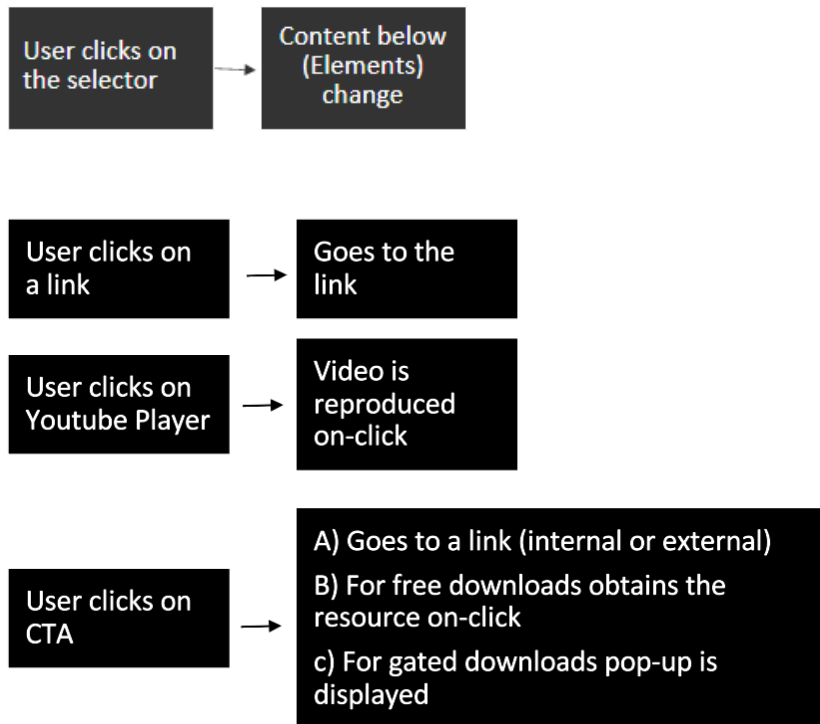 User clicks on
the selector
Content below
(Elements)
change
User clicks on
a link
Goes to the
link
User clicks on
Youtube Player
Video is
reproduced
on-click
User clicks on
CTA
A) Goes to a link (internal or external)
B) For free downloads obtains the
resource on-click
c) For gated downloads pop-up is
displayed